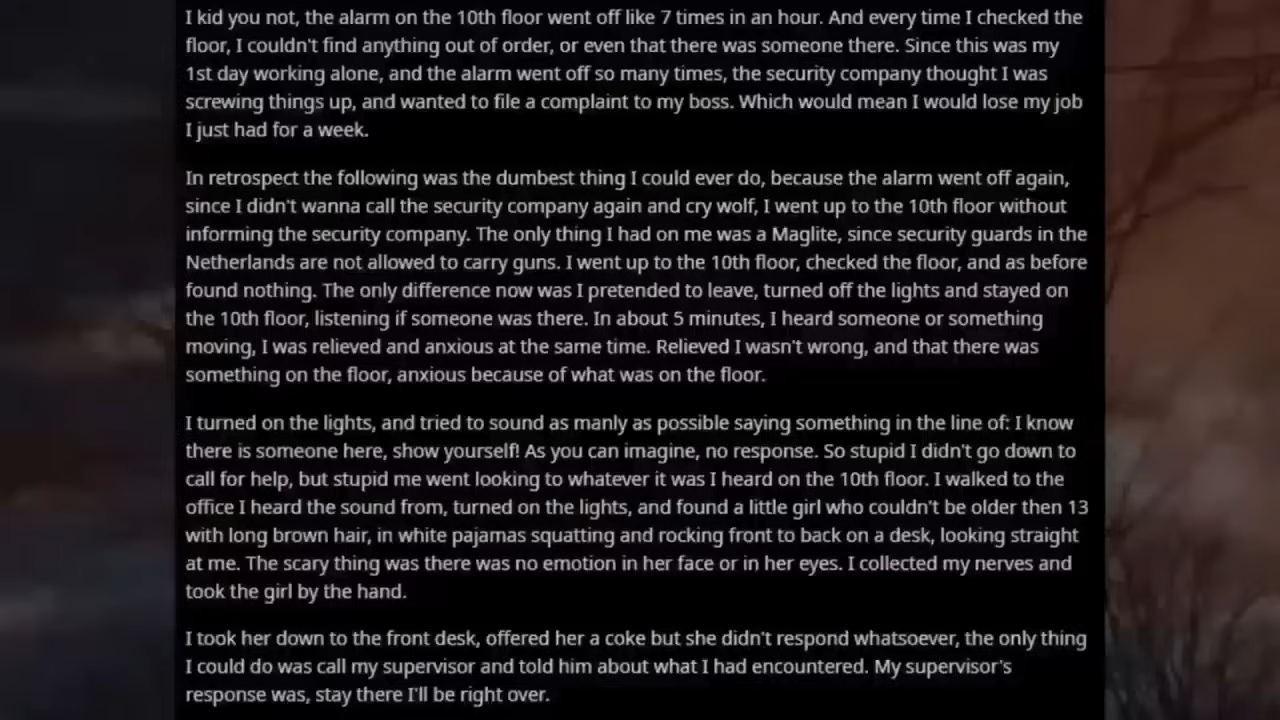 I kid you not, the alarm on the 10th floor went off like 7 times in an hour. And every time I checked the
floor, I couldn't find anything out of order, or even that there was someone there. Since this was my
1st day working alone, and the alarm went off so many times, the security company thought I was
screwing things up, and wanted to file a complaint to my boss. Which would mean I would lose my job
I just had for a week.
In retrospect the following was the dumbest thing I could ever do, because the alarm went off again,
since I didn't wanna call the security company again and cry wolf, I went up to the 10th floor without
informing the security company. The only thing I had on me was a Maglite, since security guards in the
Netherlands are not allowed to carry guns. I went up to the 10th floor, checked the floor, and as before
found nothing. The only difference now was I pretended to leave, turned off the lights and stayed on
the 10th floor, listening if someone was there. In about 5 minutes, I heard someone or something
moving, I was relieved and anxious at the same time. Relieved I wasn't wrong, and that there was
something on the floor, anxious because of what was on the floor.
I turned on the lights, and tried to sound as manly as possible saying something in the line of: I know
there is someone here, show yourself! As you can imagine, no response. So stupid I didn't go down to
call for help, but stupid me went looking to whatever it was I heard on the 10th floor. I walked to the
office I heard the sound from, turned on the lights, and found a little girl who couldn't be older then 13
with long brown hair, in white pajamas squatting and rocking front to back on a desk, looking straight
at me. The scary thing was there was no emotion in her face or in her eyes. I collected my nerves and
took the girl by the hand.
I took her down to the front desk, offered her a coke but she didn't respond whatsoever, the only thing
I could do was call my supervisor and told him about what I had encountered. My supervisor's
response was, stay there I'll be right over.